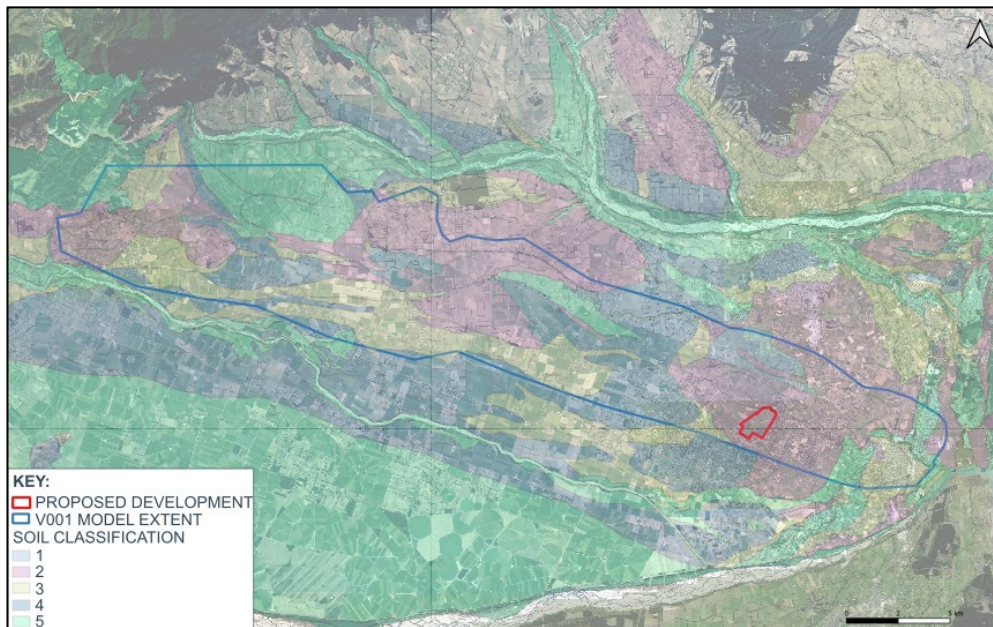 KEY:
PROPOSED DEVELOPMENT
V001 MODEL EXTENT
SOIL CLASSIFICATION
1
2
3
4
5
0 5 km